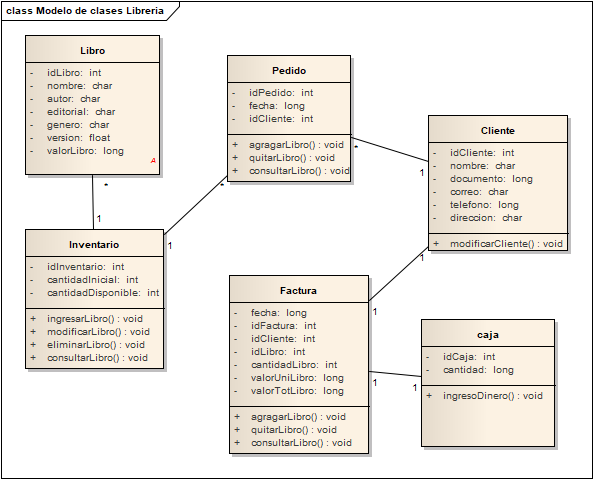 class Modelo de clases Libreria
Libro
- idLibro: int
- nombre: char
- autor: char
- editorial: char
- genero: char
- version: float
- valorLibro: long
A
*
1
Inventario
- idInventario: int
- cantidadInicial: int
- cantidadDisponible: int
+ ingresarLibro() : void
+ modificarLibro() : void
+ eliminarLibro() : void
+ consultarLibro() : void
1
*
Pedido
- idPedido: int
- fecha: long
- idCliente: int
+ agragarLibro() : void
+ quitarLibro() : void
+ consultarLibro() : void
*
1
Cliente
- idCliente: int
- nombre: char
- documento: long
- correo: char
- telefono: long
- direccion: char
+ modificarCliente() : void
1
1
Factura
- fecha: long
- idFactura: int
- idCliente: int
- idLibro: int
- cantidadLibro: int
- valorUniLibro: long
- valorTotLibro: long
+ agragarLibro() : void
+ quitarLibro() : void
+ consultarLibro() : void
1
1
caja
- idCaja: int
- cantidad: long
+ ingresoDinero() : void